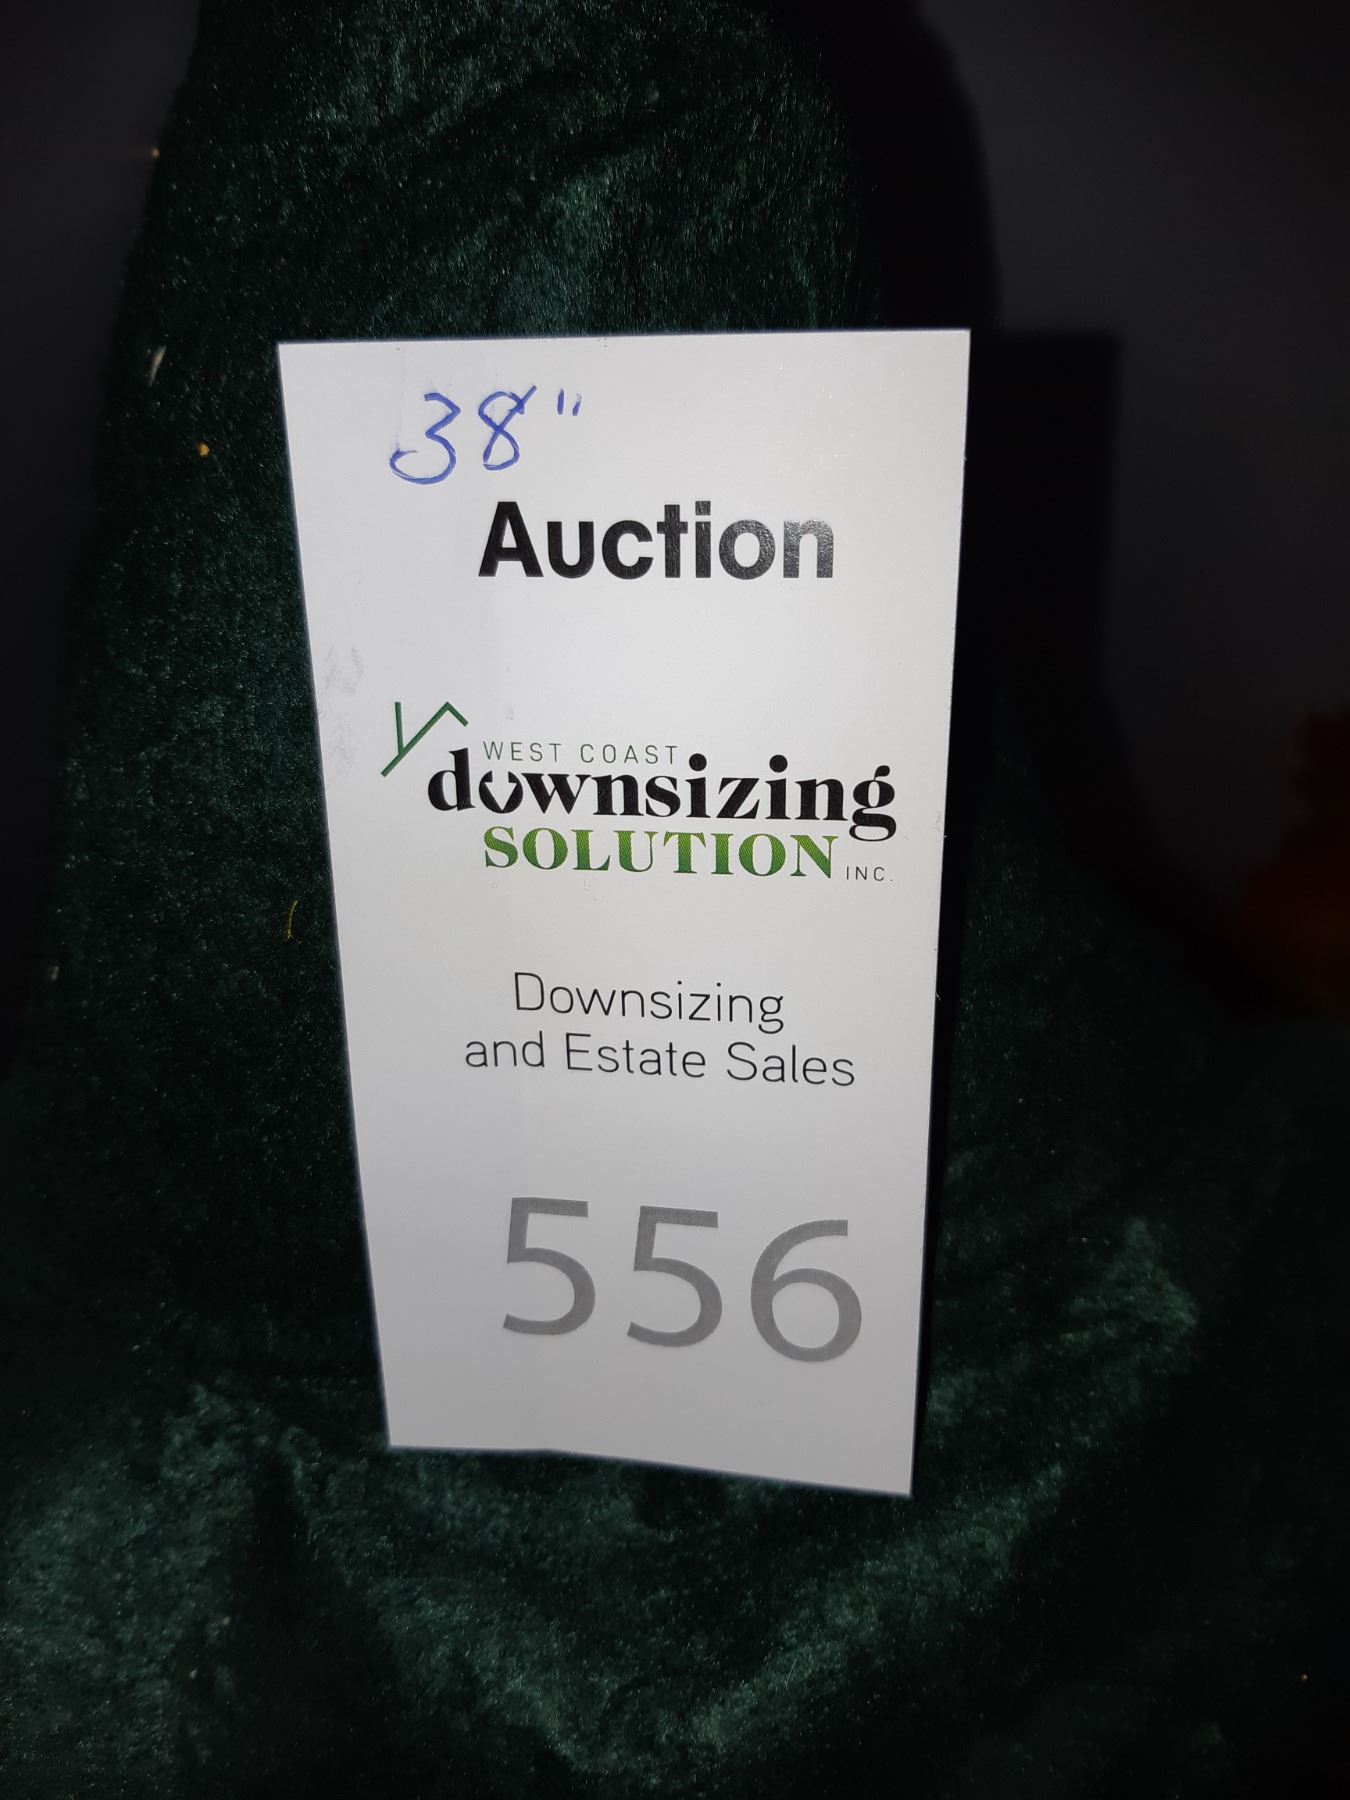 38"
Auction
WEST COAST
downsizing
SOLUTION INC.
Downsizing
and Estate Sales
556